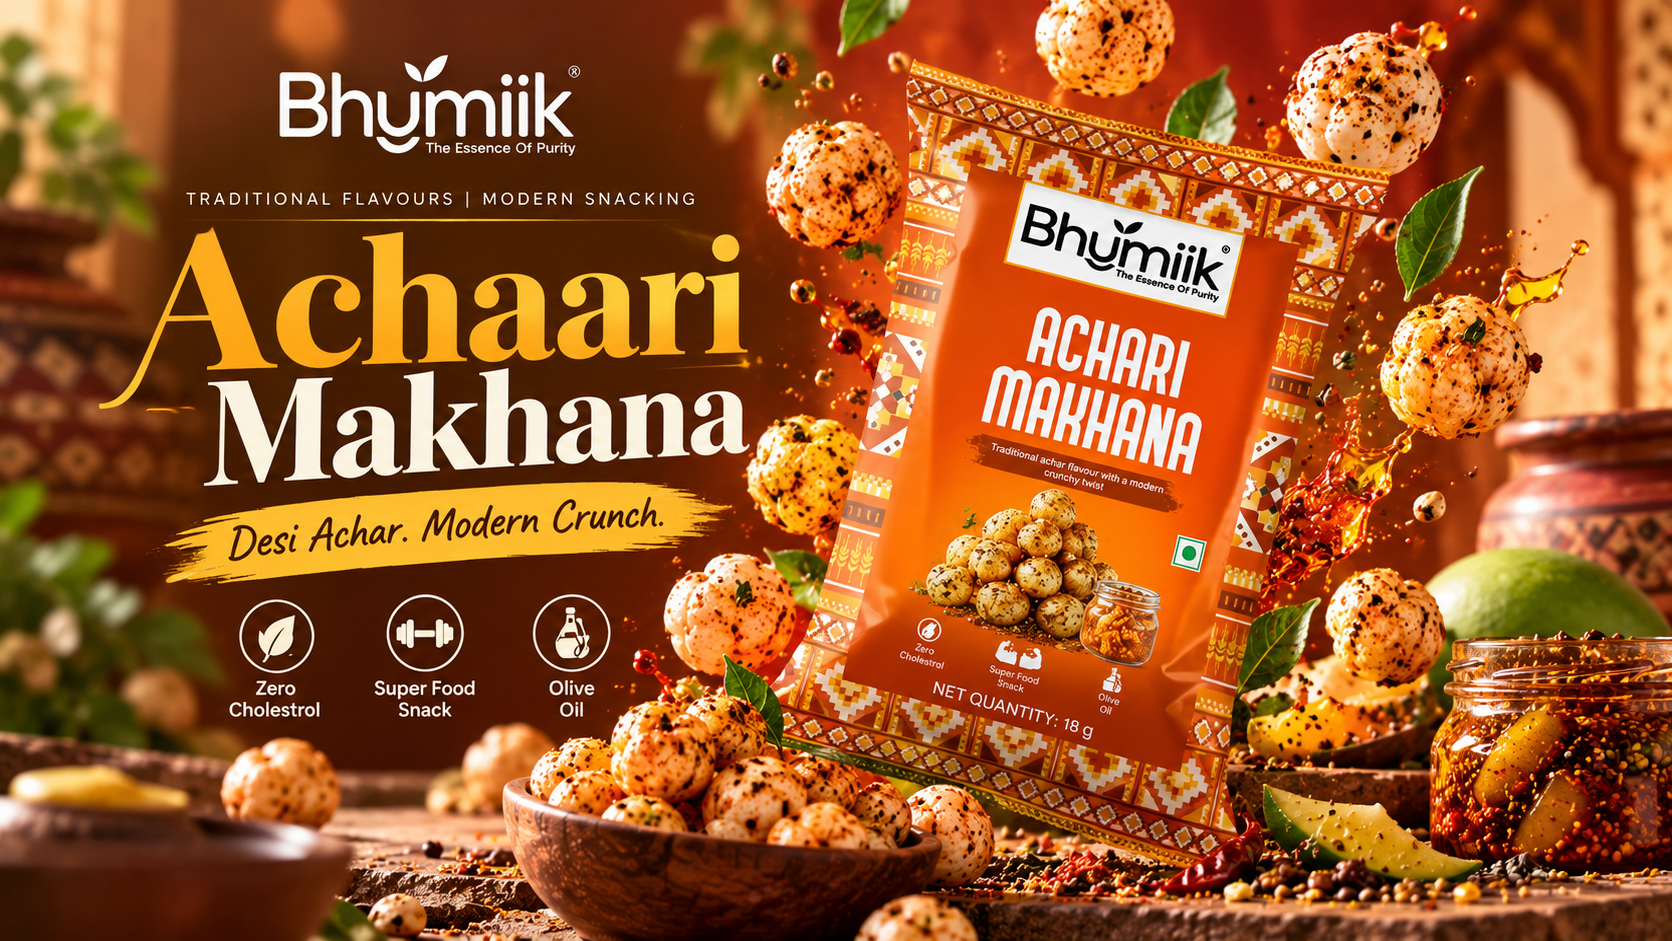 Bhymiik®
The Essence Of Purity
TRADITIONAL FLAVOURS | MODERN SNACKING
Achaari
Makhana
Desi Achar. Modern Crunch.
Zero
Cholestrol
Super Food
Snack
Olive
Oil
Bhymiik®
The Essence Of Purity
ACHARI
MAKHANA
Traditional achar flavour with a modern
crunchy twist
Zero
Cholestrol
Super Food
Snack
Olive
Oil
NET QUANTITY: 18 g